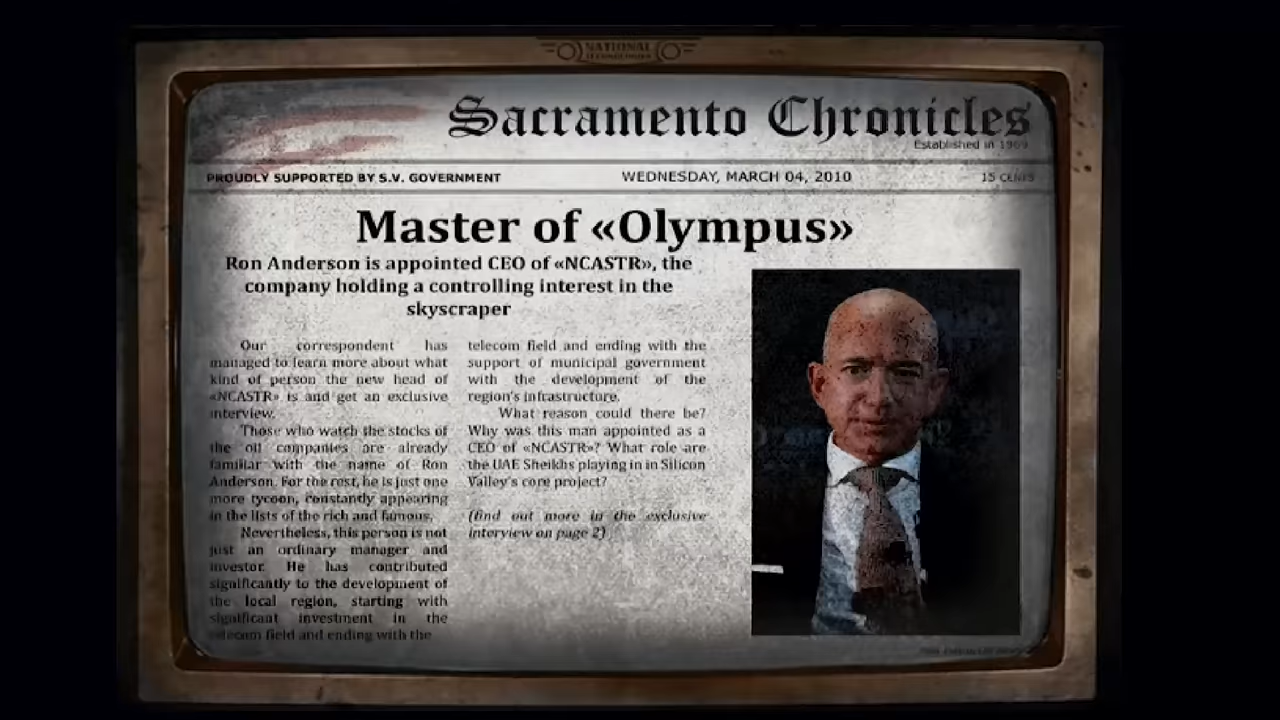 NATIONAL
Sacramento Chronicles
Established in 1969
PROUDLY SUPPORTED BY S.V. GOVERNMENT
WEDNESDAY, MARCH 04, 2010
15 CENTS
Master of «Olympus»
Ron Anderson is appointed CEO of «NCASTR», the
company holding a controlling interest in the
skyscraper
Our correspondent has
managed to learn more about what
kind of person the new head of
«NCASTR» is and get an exclusive
interview.
Those who watch the stocks of
the oil companies are already
familiar with the name of Ron
Anderson. For the rest, he is just one
more tycoon, constantly appearing
in the lists of the rich and famous.
Nevertheless, this person is not
just an ordinary manager and
investor. He has contributed
significantly to the development of
the local region, starting with
significant investment in the
telecom field and ending with the
telecom field and ending with the
support of municipal government
with the development of the
region's infrastructure.
What reason could there be?
Why was this man appointed as a
CEO of «NCASTR»? What role are
the UAE Sheikhs playing in in Silicon
Valley's core project?
(find out more in the exclusive
interview on page 2)